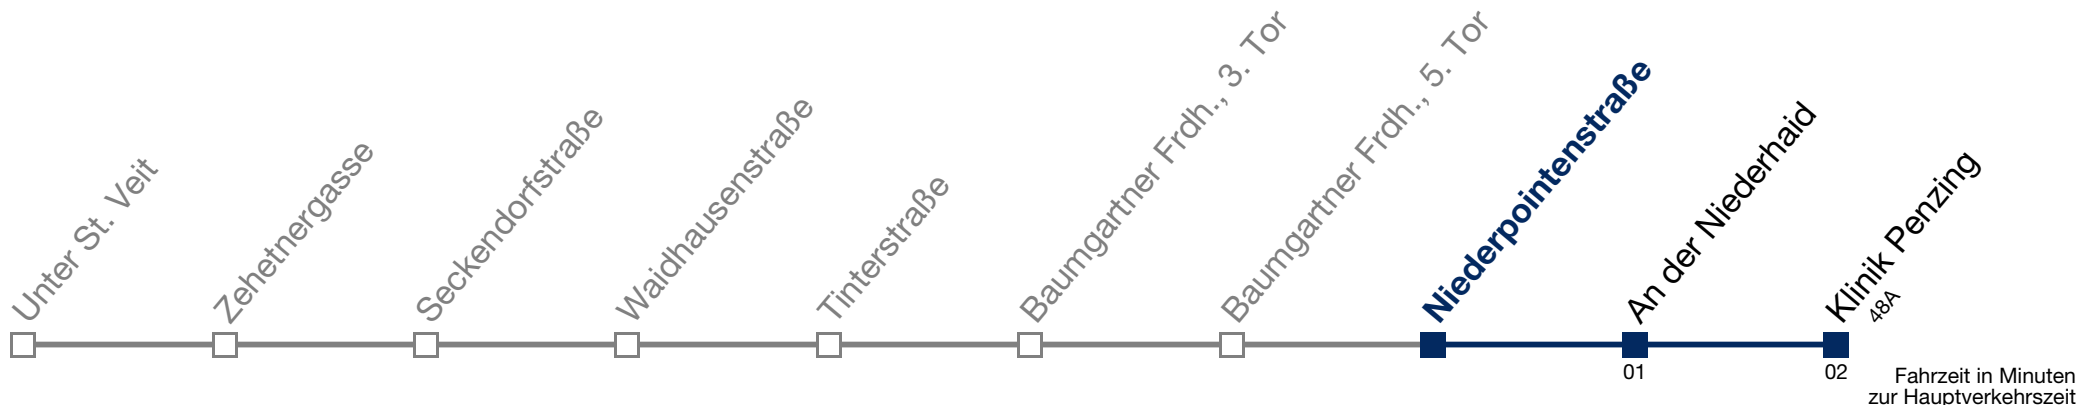 Unter St. Veit
Zehetnergasse
Seckendorfstraße
Waidhausenstraße
Tinterstraße
Baumgartner Frdh., 3. Tor
Baumgartner Frdh., 5. Tor
Niederpointenstraße
An der Niederhaid
Klinik Penzing
48A
01
02
Fahrzeit in Minuten
zur Hauptverkehrszeit